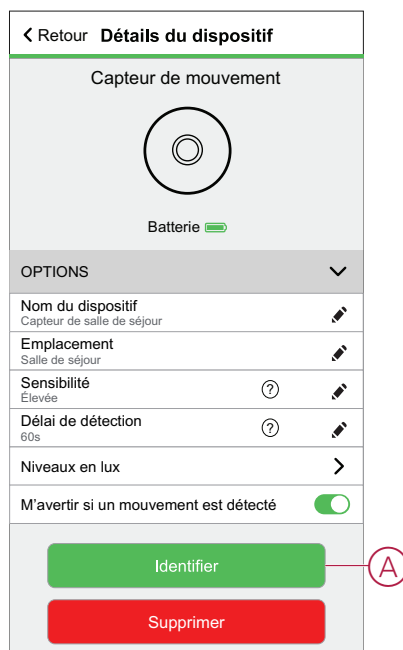 Retour Détails du dispositif
Capteur de mouvement
Batterie
OPTIONS
Nom du dispositif
Capteur de salle de séjour
Emplacement
Salle de séjour
Sensibilité
?
Élevée
Délai de détection
?
60s
Niveaux en lux
M'avertir si un mouvement est détecté
Identifier
A
Supprimer